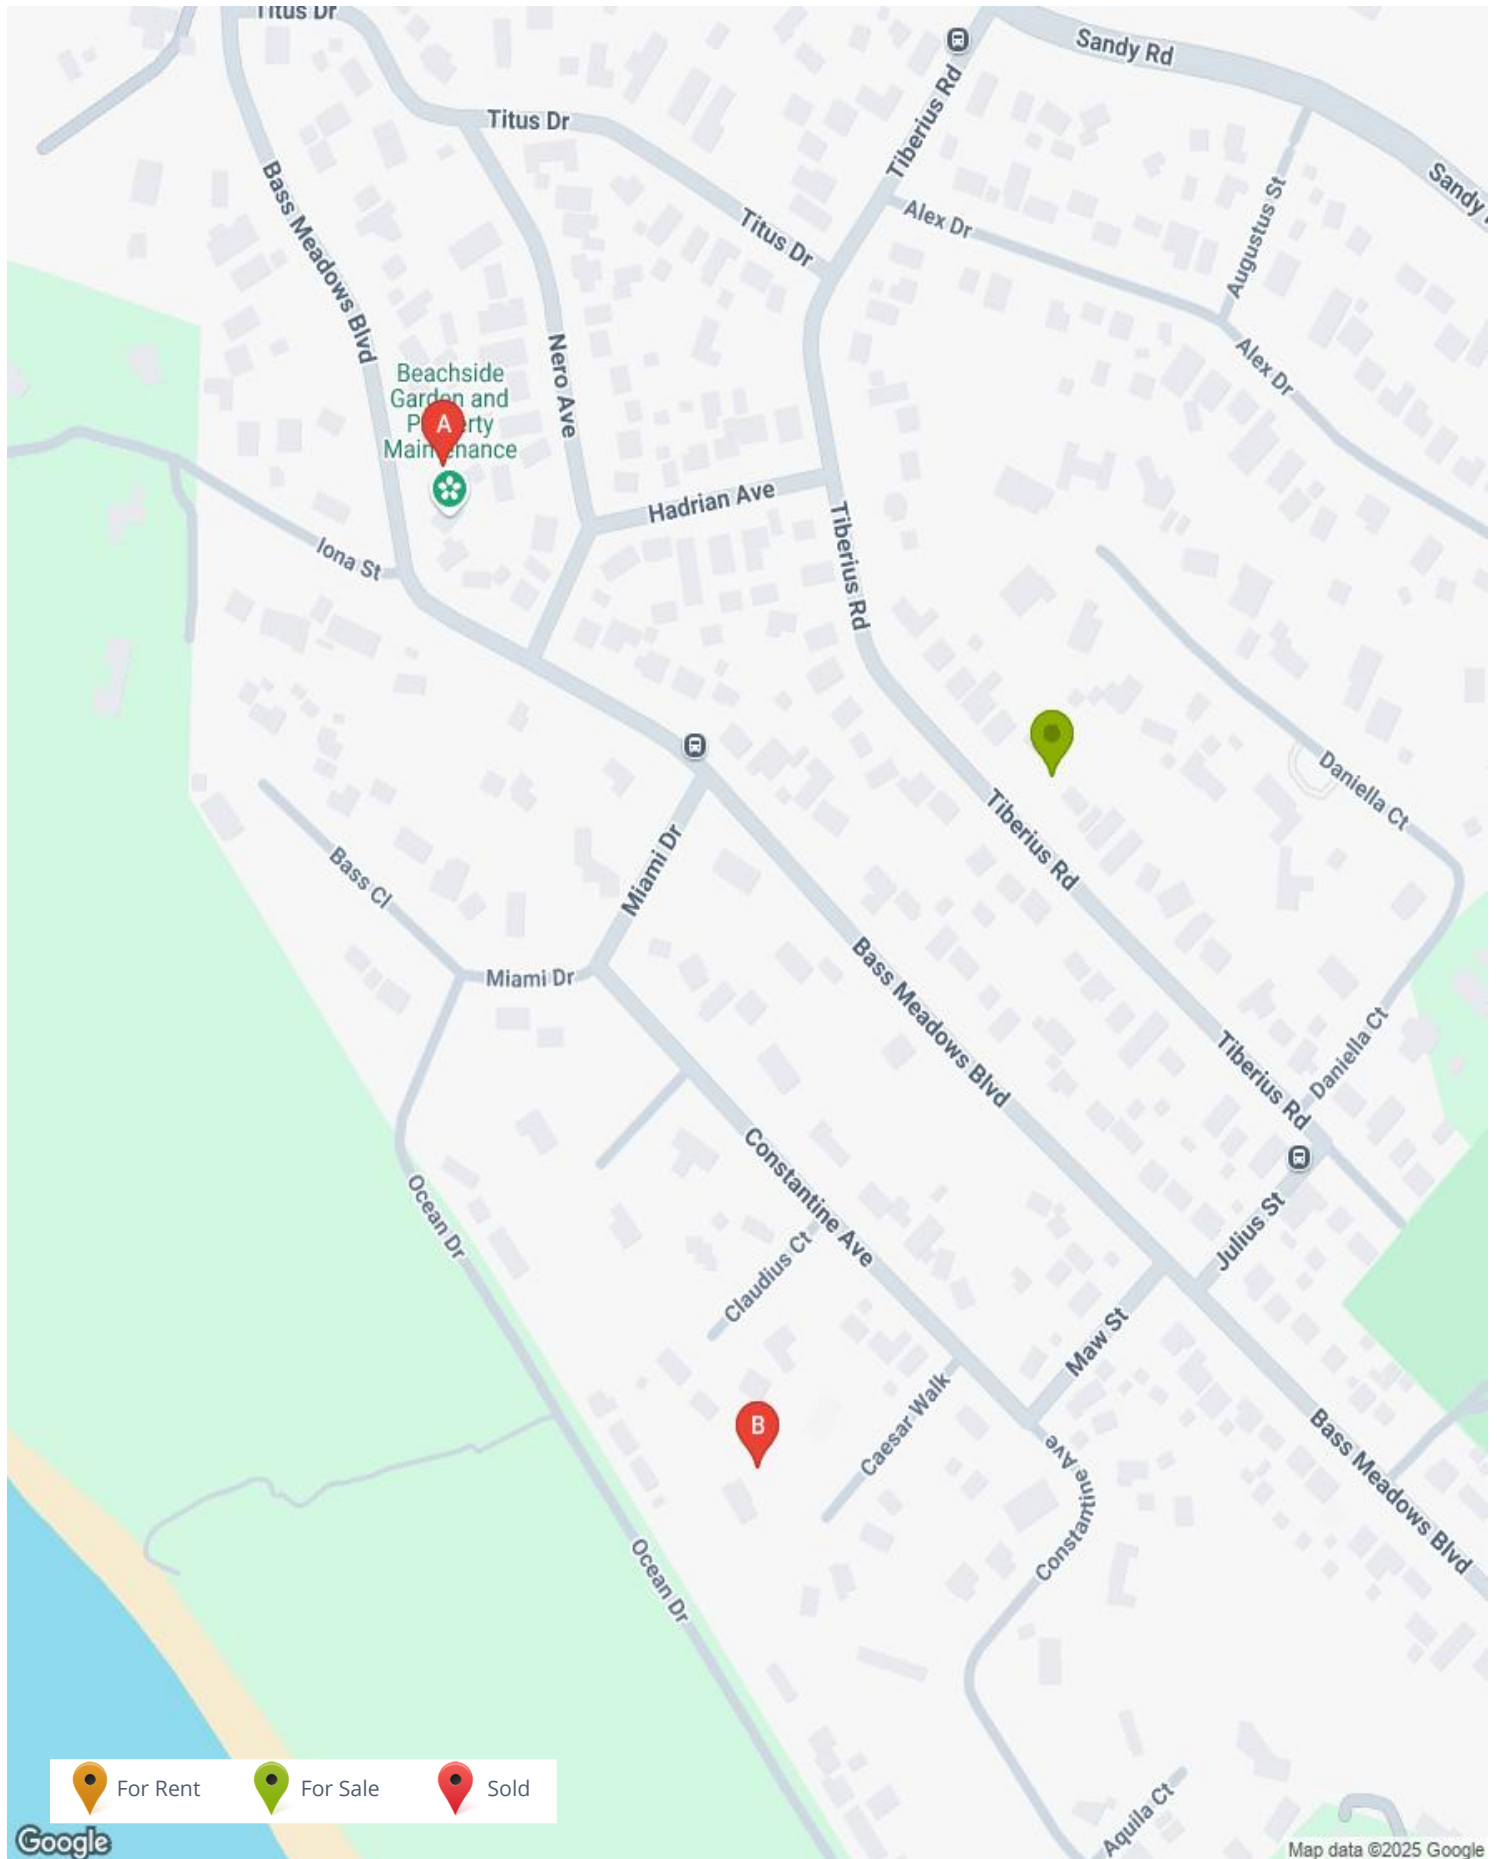 Titus Dr
Sandy Rd
Tiberius Rd
Titus Dr
Bass Meadows Blvd
Sandy
Augustus St
Alex Dr
Titus Dr
Nero Ave
Alex Dr
Beachside
Garden and
P erty
Main enance
A
Hadrian Ave
Tiberius Rd
Iona St
Daniella Ct
Tiberius Rd
Miami Dr
Bass Cl
Miami Dr
Bass Meadows Blvd
Daniella Ct
Tiberius Rd
Constantine Ave
Ocean Dr
Julius St
Claudius Ct
Maw St
Caesar Walk
B
Constantine Ave
Bass Meadows Blvd
Ocean Dr
Aquila Ct
For Rent
For Sale
Sold
Google
Map data ©2025 Google